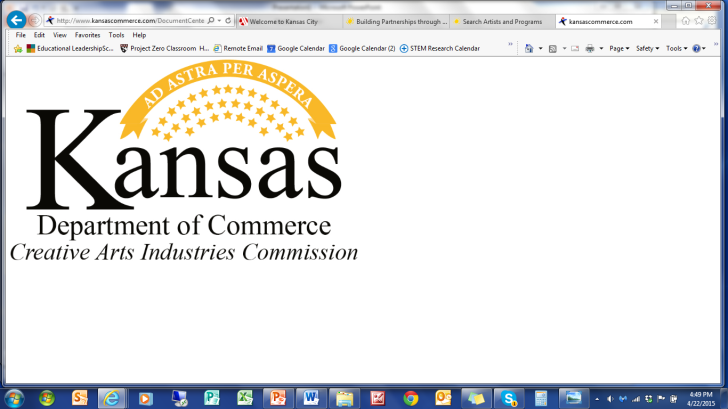 Presentation1 - Microsoft PowerPoint
http://www.kansascommerce.com/DocumentCente
Welcome to Kansas City
Building Partnerships through ...
Search Artists and Programs
kansascommerce.com
File Edit View Favorites Tools Help
Educational LeadershipSc...
Project Zero Classroom H...
Remote Email
Google Calendar
Google Calendar (2)
STEM Research Calendar
Page Safety Tools
AD ASTRA PER ASPERA
Kansas
Department of Commerce
Creative Arts Industries Commission
4:49 PM
4/22/2015